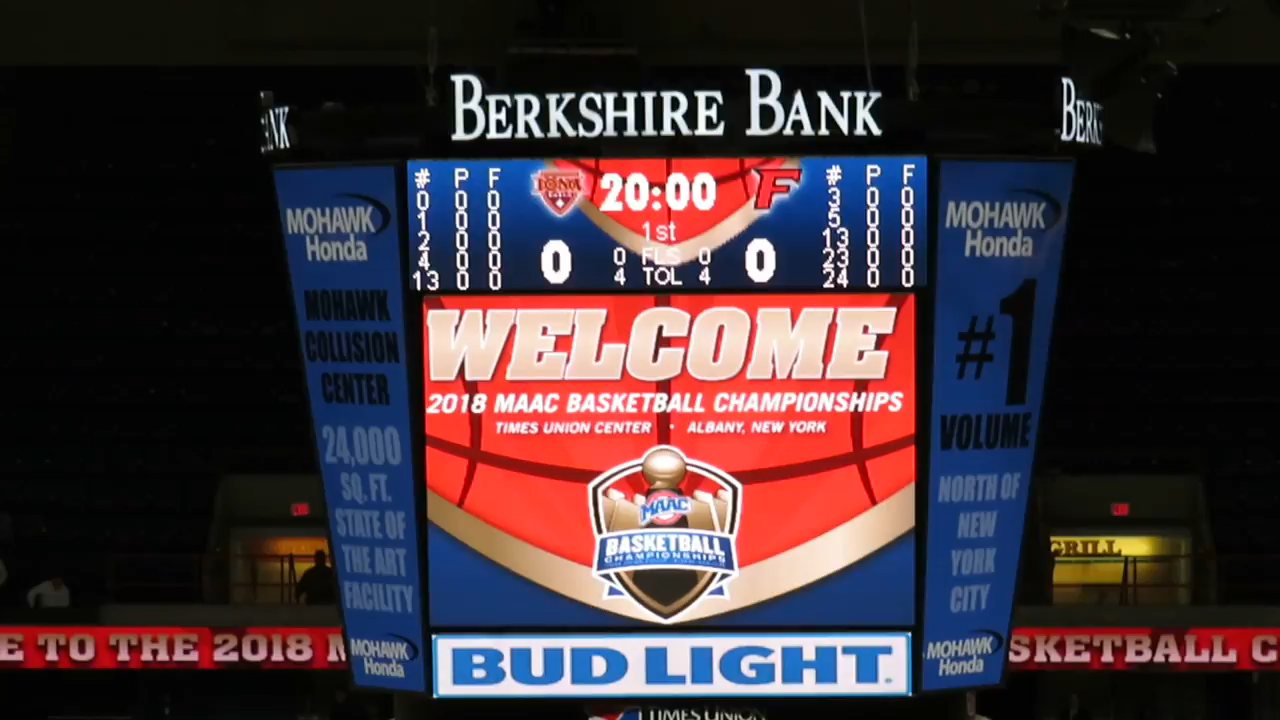 BERKSHIRE BANK
# P F
0 0 0
1 0 0
2 0 0
4 0 0
13 0 0
IONA
20:00
F
1st
0 0 FLS 0 0
4 TOL 4
# P F
3 0 0
5 0 0
13 0 0
23 0 0
24 0 0
MOHAWK
Honda
MOHAWK
COLLISION
CENTER
24,000
SQ. FT.
STATE OF
THE ART
FACILITY
MOHAWK
Honda
WELCOME
2018 MAAC BASKETBALL CHAMPIONSHIPS
TIMES UNION CENTER • ALBANY, NEW YORK
MAAC
BASKETBALL
CHAMPIONSHIPS
BUD LIGHT.
MOHAWK
Honda
#1
VOLUME
NORTH OF
NEW
YORK
CITY
MOHAWK
Honda
GRILL
E TO THE 2018
SKETBALL C
TIMES UNION